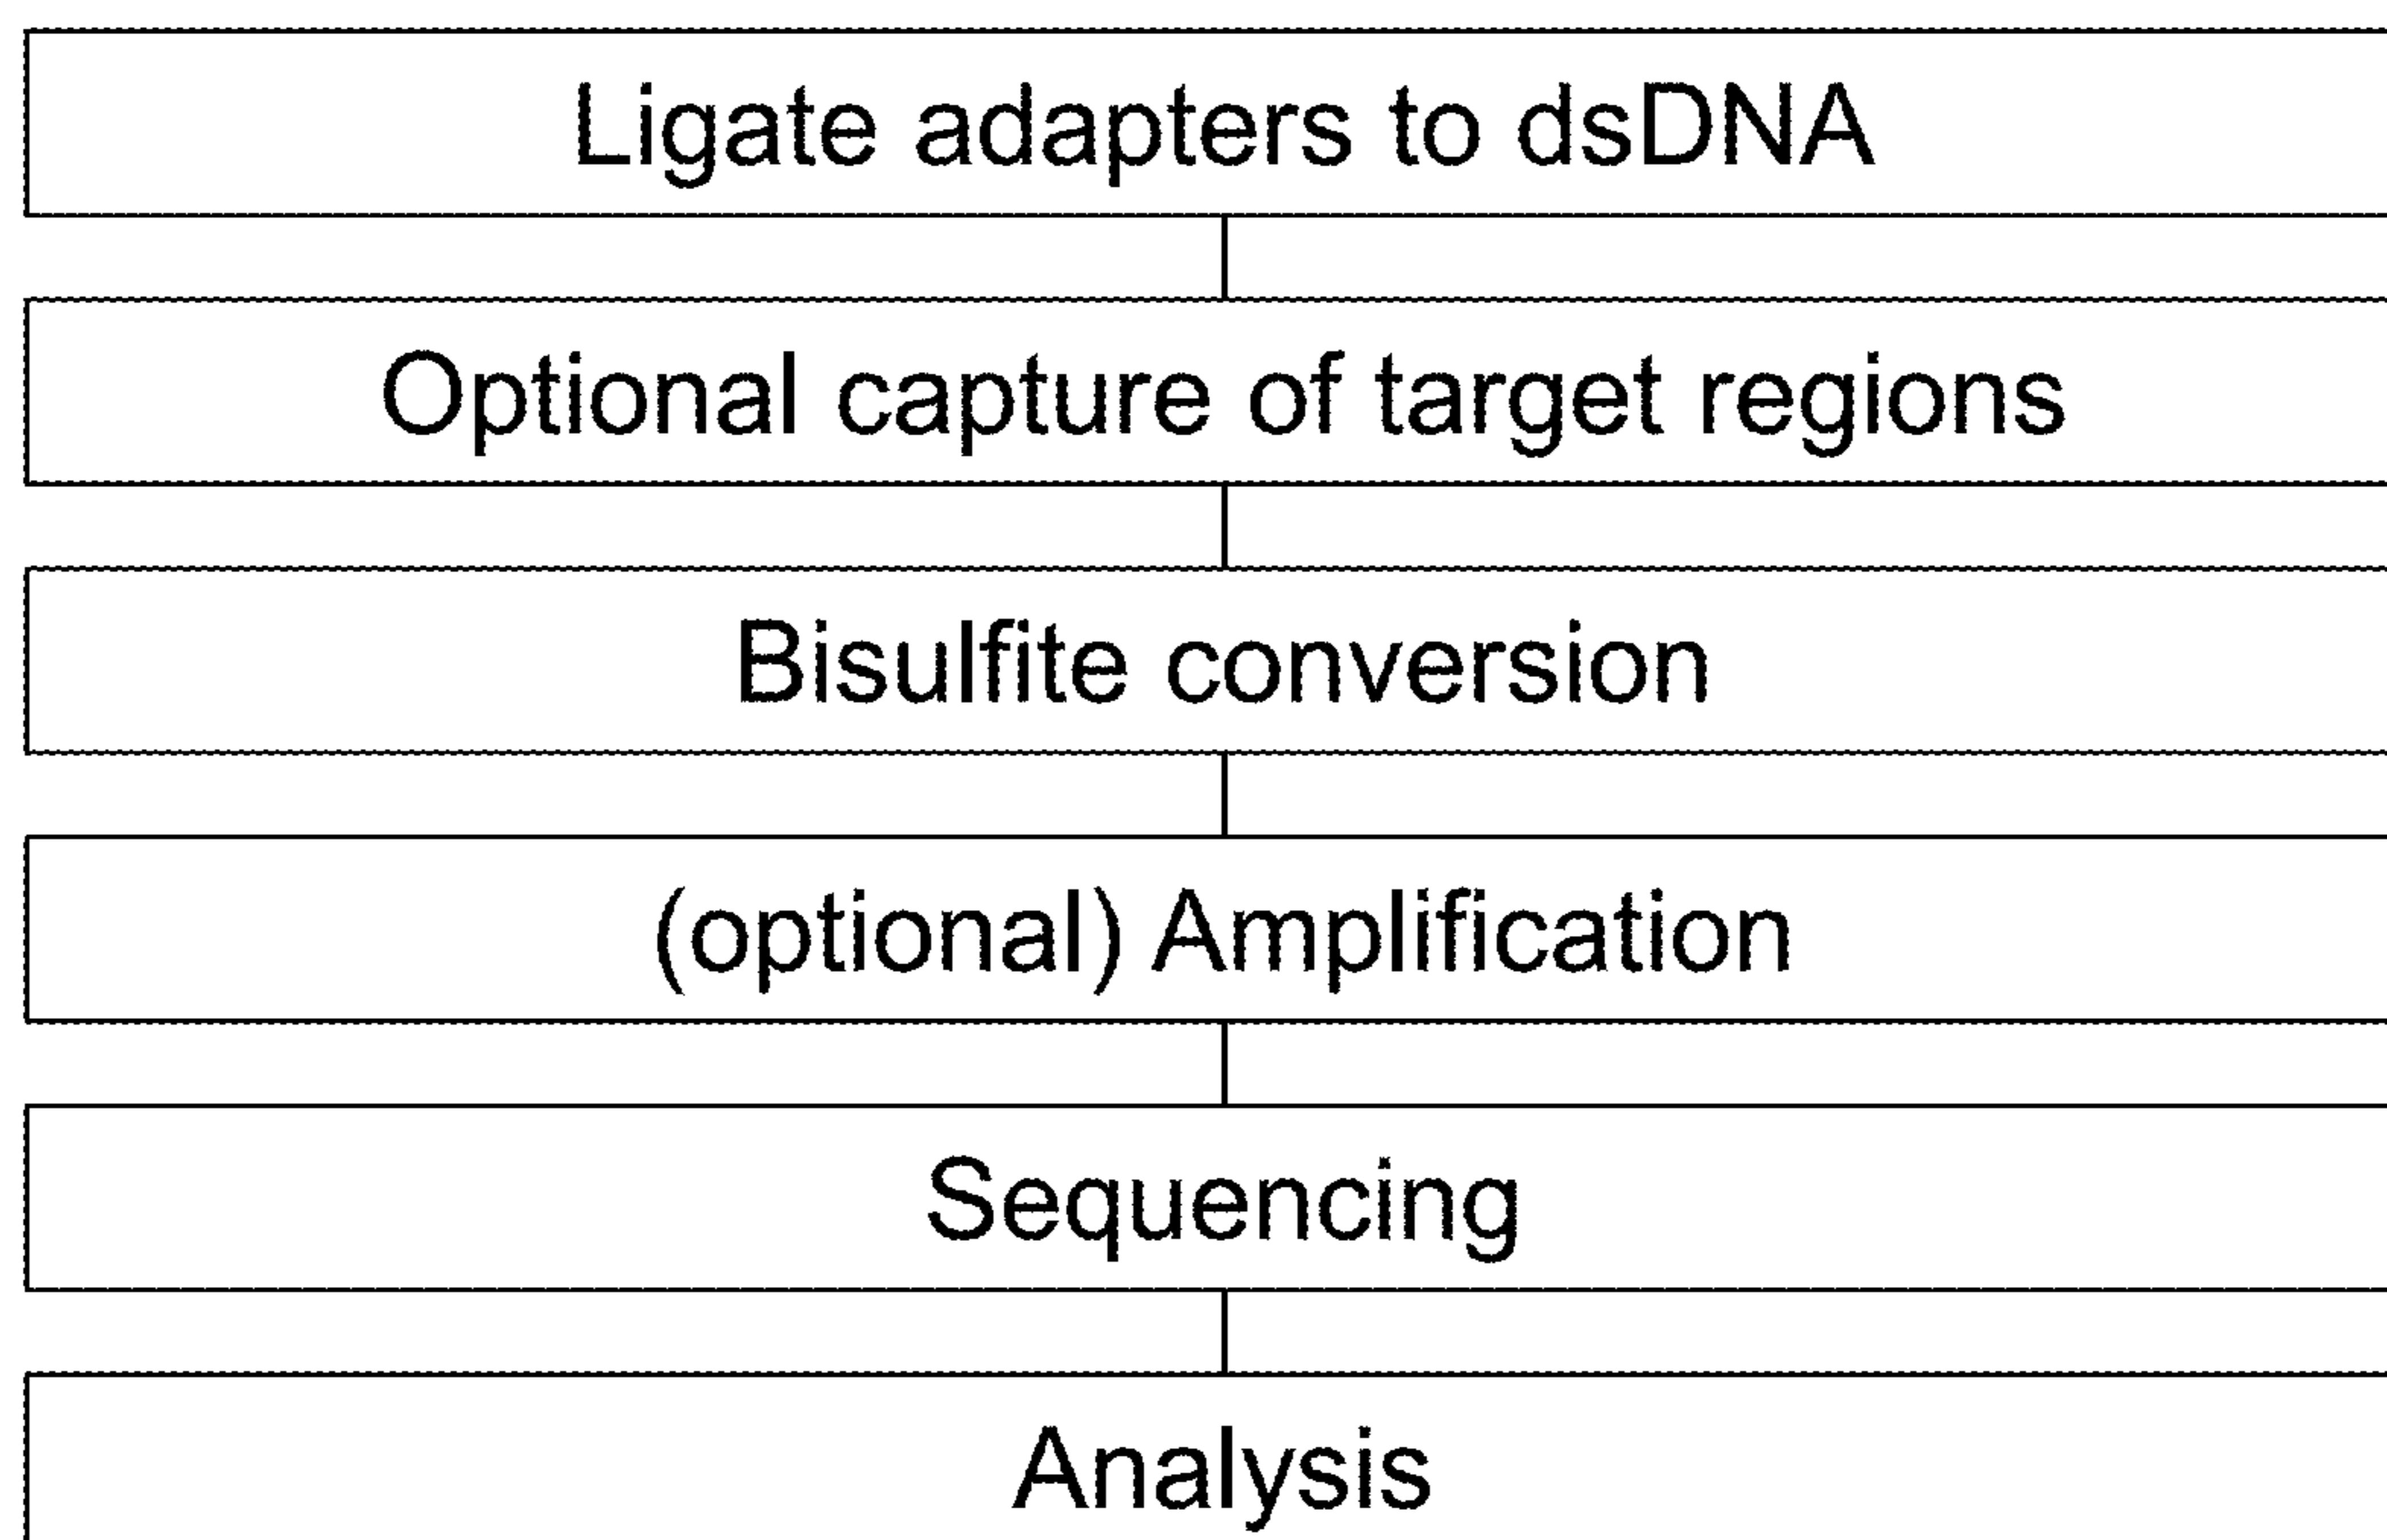 Ligate adapters to dsDNA
Optional capture of target regions
Bisulfite conversion
(optional) Amplification
Sequencing
Analysis